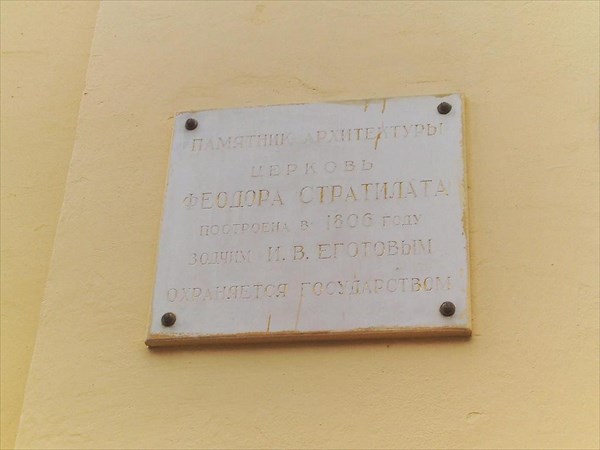 ПАМЯТНИК АРХИТЕКТУРЫ
ЦЕРКОВЬ
ФЕОДОРА СТРАТИЛАТА
ПОСТРОЕНА В 1806 ГОДУ
ЗОДЧИМ И. В. ЕГОТОВЫМ
ОХРАНЯЕТСЯ ГОСУДАРСТВОМ